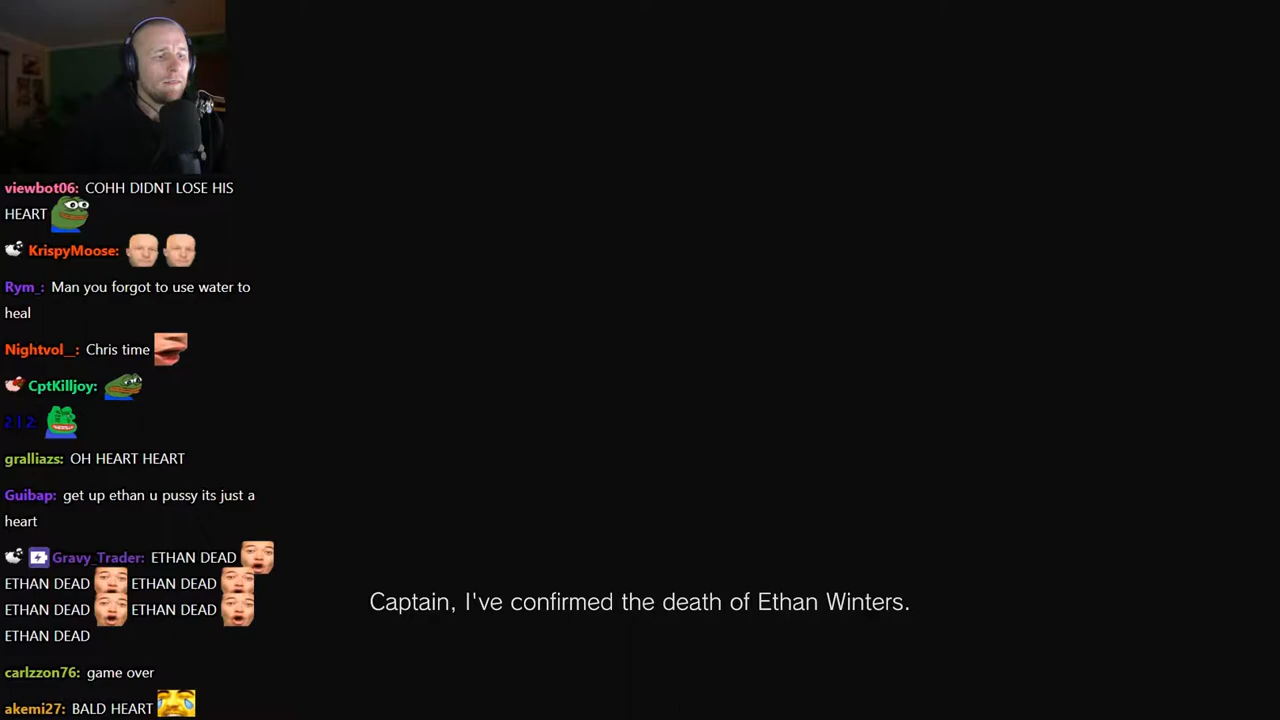 viewbot06: COHH DIDNT LOSE HIS
HEART
KrispyMoose:
Rym_: Man you forgot to use water to
heal
Nightvol__: Chris time
CptKilljoy:
2 | 2:
gralliazs: OH HEART HEART
Guibap: get up ethan u pussy its just a
heart
Gravy_Trader: ETHAN DEAD
ETHAN DEAD ETHAN DEAD
ETHAN DEAD ETHAN DEAD
ETHAN DEAD
carlzzon76: game over
akemi27: BALD HEART
Captain, I've confirmed the death of Ethan Winters.